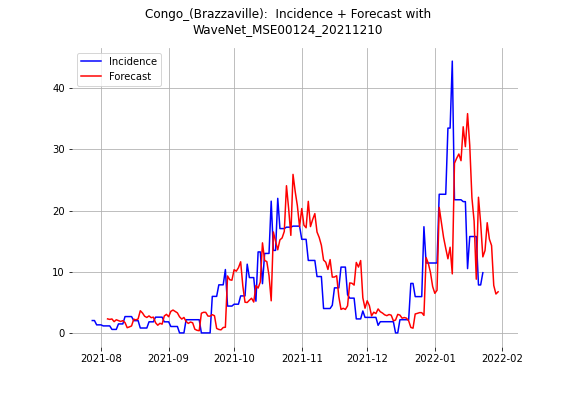 Congo_(Brazzaville):  Incidence + Forecast with
WaveNet_MSE00124_20211210
Incidence
Forecast
40
30
20
10
0
2021-08 2021-09 2021-10 2021-11 2021-12 2022-01 2022-02